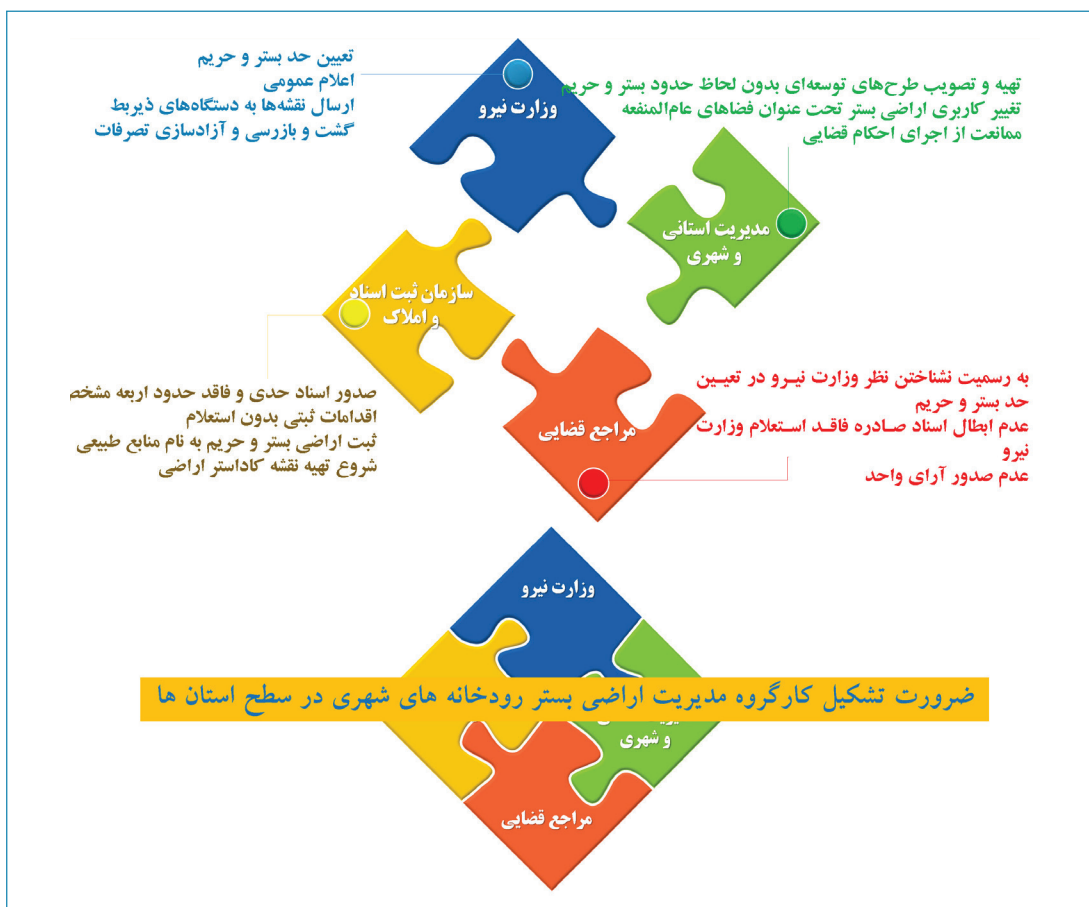 تعیین حد بستر و حریم
اعلام عمومی
ارسال نقشه‌ها به دستگاه‌های ذیربط
گشت و بازرسی و آزادسازی تصرفات
وزارت نیرو
تهیه و تصویب طرح‌های توسعه‌ای بدون لحاظ حدود بستر و حریم
تغییر کاربری اراضی بستر تحت عنوان فضاهای عام‌المنفعه
ممانعت از اجرای احکام قضایی
مدیریت استانی
و شهری
سازمان ثبت اسناد
و املاک
صدور اسناد حدی و فاقد حدود اربعه مشخص
اقدامات ثبتی بدون استعلام
ثبت اراضی بستر و حریم به نام منابع طبیعی
شروع تهیه نقشه کاداستر اراضی
مراجع قضایی
به رسمیت نشناختن نظر وزارت نیرو در تعیین
حد بستر و حریم
عدم ابطال اسناد صادره فاقد استعلام وزارت
نیرو
عدم صدور آرای واحد
وزارت نیرو
ضرورت تشکیل کارگروه مدیریت اراضی بستر رودخانه های شهری در سطح استان ها
و شهری
مراجع قضایی